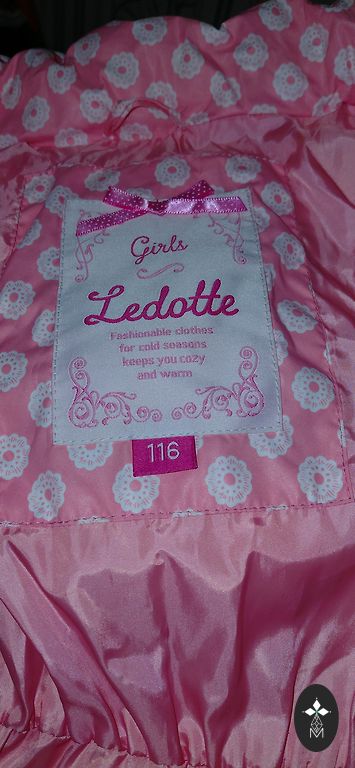 Girls
Ledotte
Fashionable clothes
for cold seasons
keeps you cozy
and warm
116
M